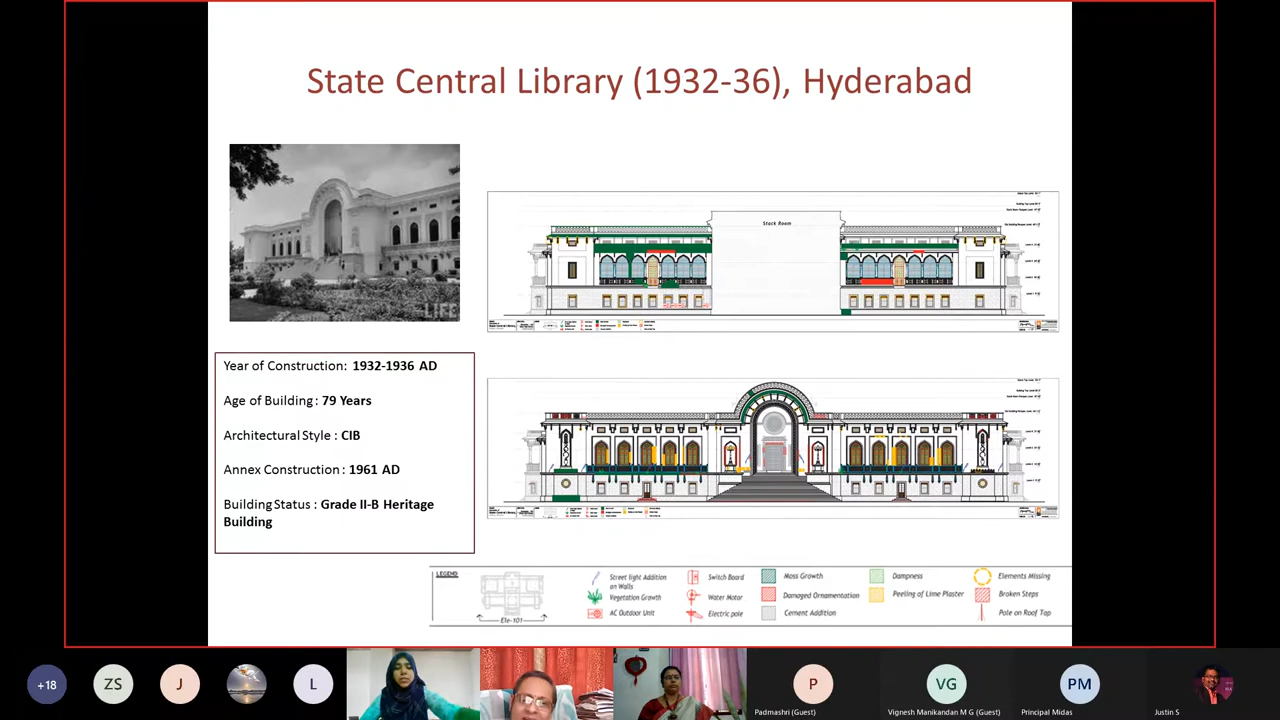 State Central Library (1932-36), Hyderabad
LIFE
Stack Room
Year of Construction: 1932-1936 AD
Age of Building : 79 Years
Architectural Style : CIB
Annex Construction : 1961 AD
Building Status : Grade II-B Heritage
Building
LEGEND
Ele-101
Street light Addition
on Walls
Vegetation Growth
AC Outdoor Unit
Switch Board
Water Motor
Electric pole
Moss Growth
Damaged Ornamentation
Cement Addition
Dampness
Peeling of Lime Plaster
Elements Missing
Broken Steps
Pole on Roof Top
+18
ZS
J
L
P
Padmashri (Guest)
VG
Vignesh Manikandan M G (Guest)
PM
Principal Midas
Justin S